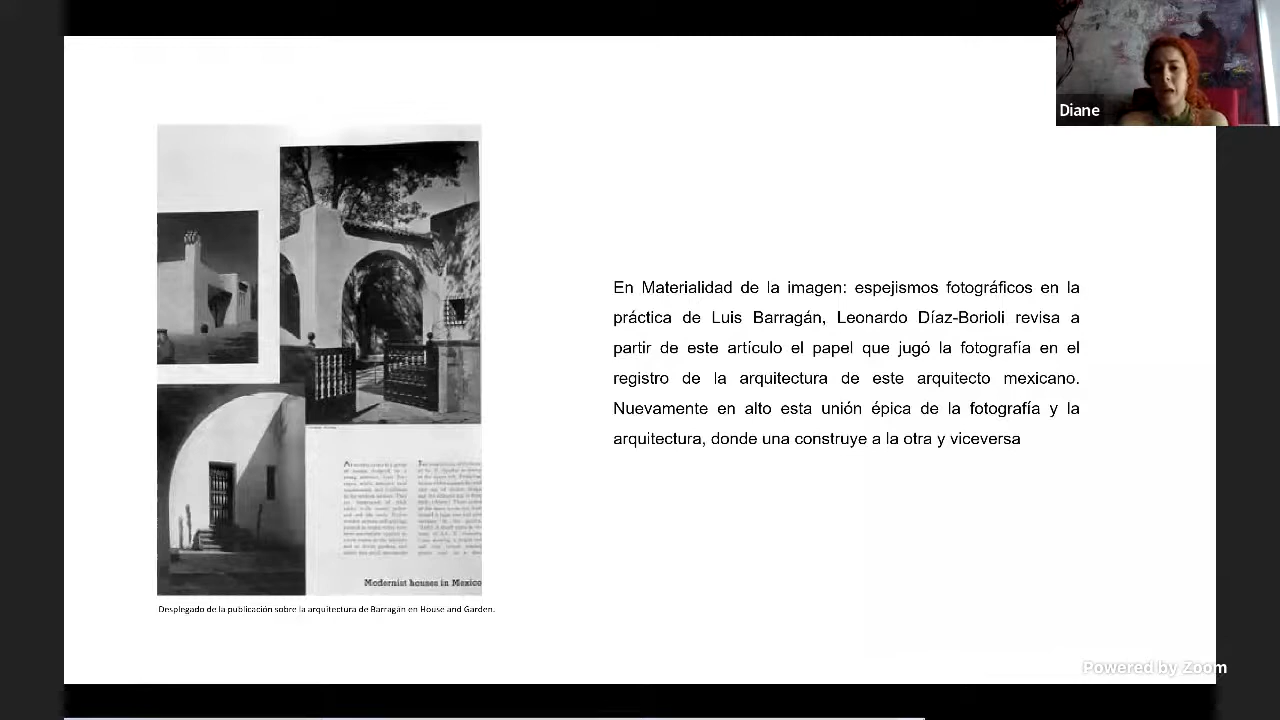 Diane
En Materialidad de la imagen: espejismos fotográficos en la
práctica de Luis Barragán, Leonardo Díaz-Borioli revisa a
partir de este artículo el papel que jugó la fotografía en el
registro de la arquitectura de este arquitecto mexicano.
Nuevamente en alto esta unión épica de la fotografía y la
arquitectura, donde una construye a la otra y viceversa
Modernist houses in Mexico
Desplegado de la publicación sobre la arquitectura de Barragán en House and Garden.
Powered by Zoom